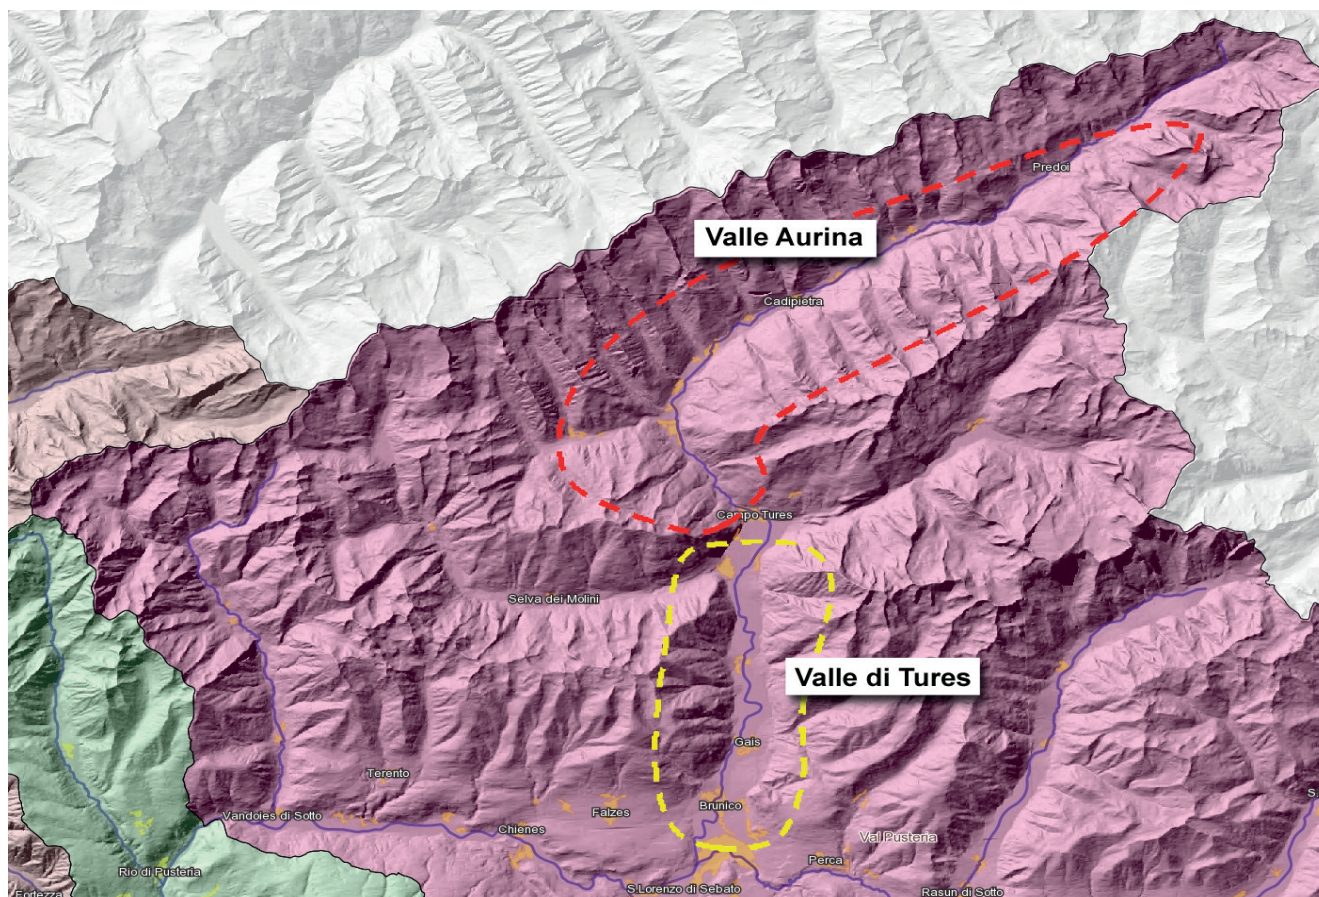 Predoi
Valle Aurina
Cadipietra
Campo Tures
Selva dei Molini
Valle di Tures
Gais
Terento
Brunico
Falzes
Vandoies di Sotto
Chienes
Val Pusteria
Perca
Rio di Pusteria
S.Lorenzo di Sebato
Rasun di Sotto
Fortezza
S.